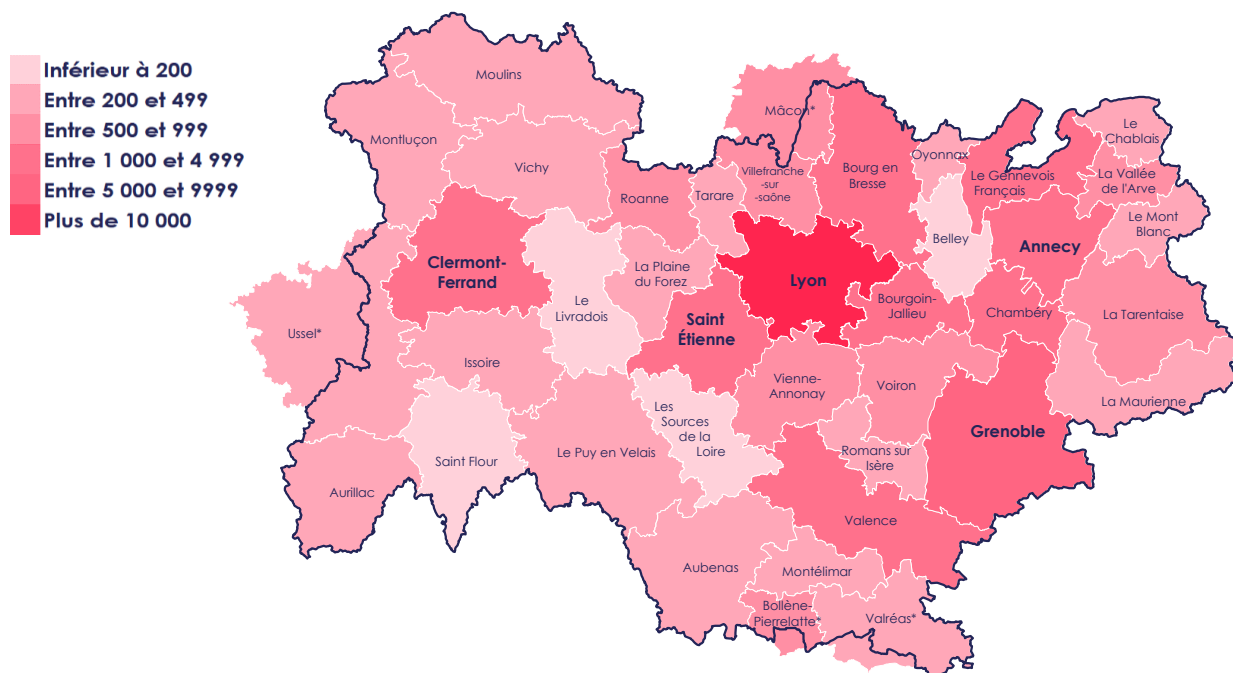 Inférieur à 200
Entre 200 et 499
Entre 500 et 999
Entre 1 000 et 4 999
Entre 5 000 et 9999
Plus de 10 000
Moulins
Montluçon
Vichy
Mâcon*
Villefranche
-sur
-saône
Tarare
Roanne
Bourg en
Bresse
Oyonnax
Le Gennevois
Français
Le
Chablais
La Vallée
de l'Arve
Le Mont
Blanc
Belley
Annecy
Clermont-
Ferrand
Le
Livradois
La Plaine
du Forez
Lyon
Bourgoin-
Jallieu
Chambéry
La Tarentaise
Ussel*
Issoire
Saint
Étienne
Vienne-
Annonay
Voiron
La Maurienne
Les
Sources
de la
Loire
Grenoble
Saint Flour
Le Puy en Velais
Romans sur
Isère
Aurillac
Valence
Aubenas
Montélimar
Bollène-
Pierrelatte*
Valréas*